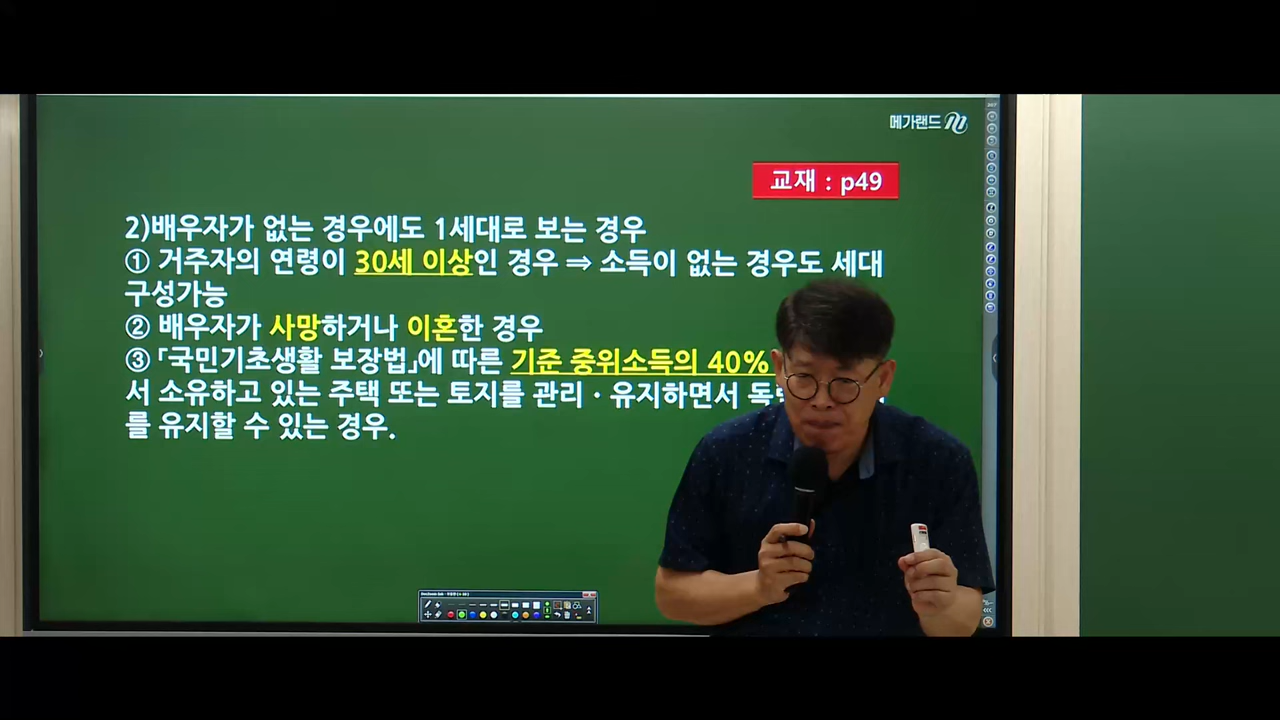 메가랜드
교재 : p49
2)배우자가 없는 경우에도 1세대로 보는 경우
① 거주자의 연령이 30세 이상인 경우 ⇒ 소득이 없는 경우도 세대
구성가능
② 배우자가 사망하거나 이혼한 경우
③ 「국민기초생활 보장법」에 따른 기준 중위소득의 40%
서 소유하고 있는 주택 또는 토지를 관리 · 유지하면서
를 유지할 수 있는 경우.